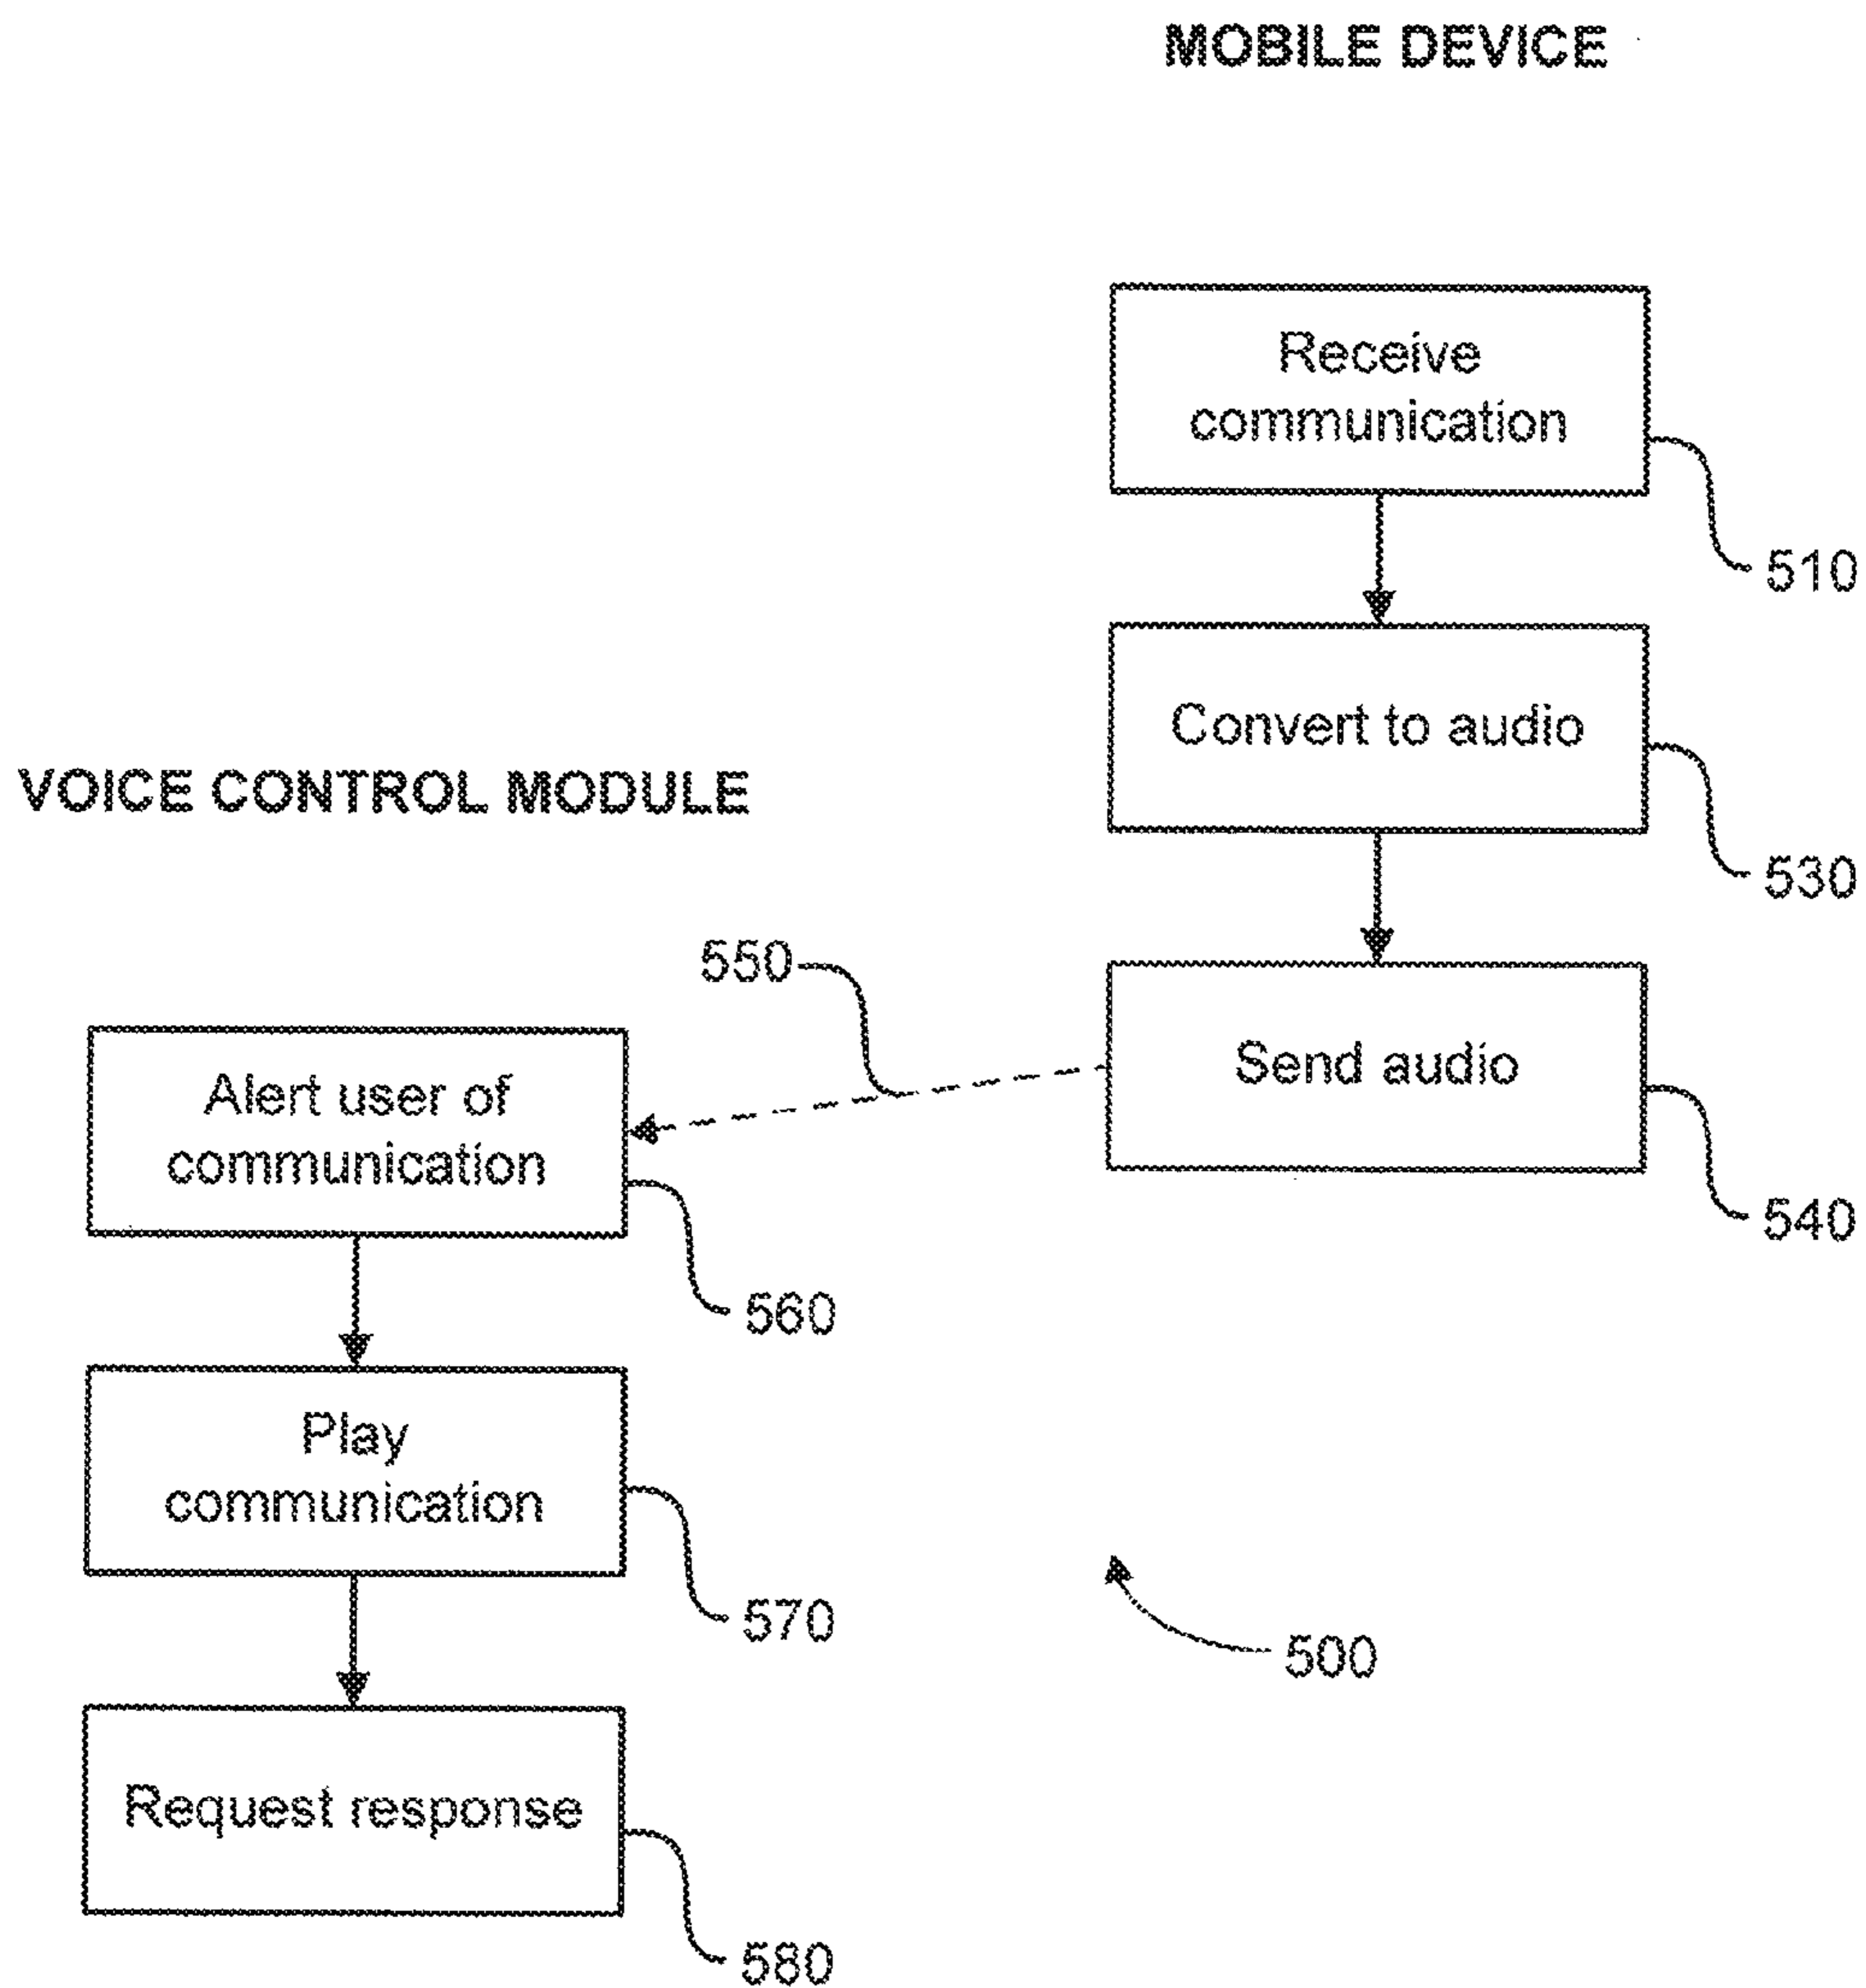 MOBILE DEVICE
Receive
communication
510
Convert to audio
530
VOICE CONTROL MODULE
550
Send audio
540
Alert user of
communication
560
Play
communication
570
500
Request response
580